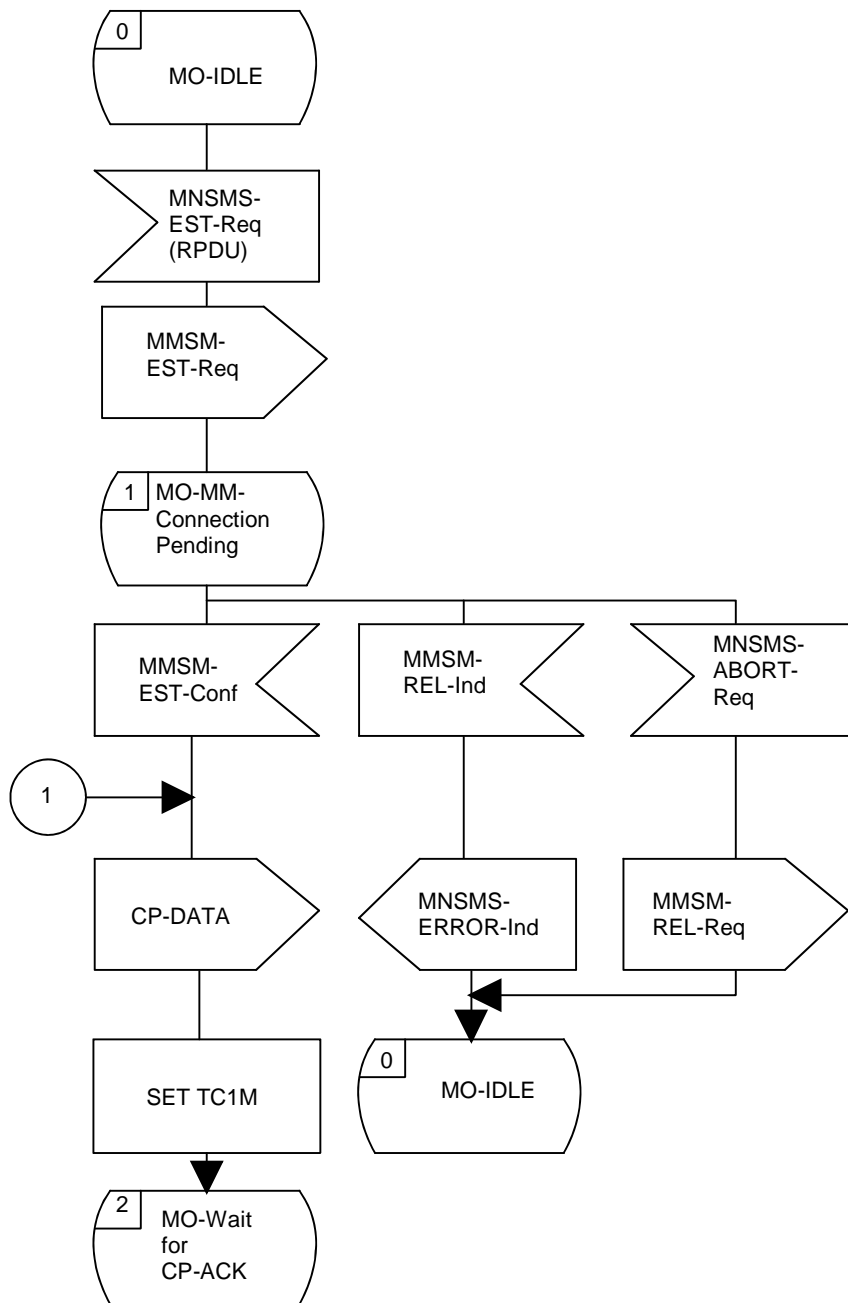 0
MO-IDLE
MNSMS-
EST-Req
(RPDU)
MMSM-
EST-Req
1
MO-MM-
Connection
Pending
MMSM-
EST-Conf
MMSM-
REL-Ind
MNSMS-
ABORT-
Req
1
CP-DATA
MNSMS-
ERROR-Ind
MMSM-
REL-Req
SET TC1M
0
MO-IDLE
2
MO-Wait
for
CP-ACK